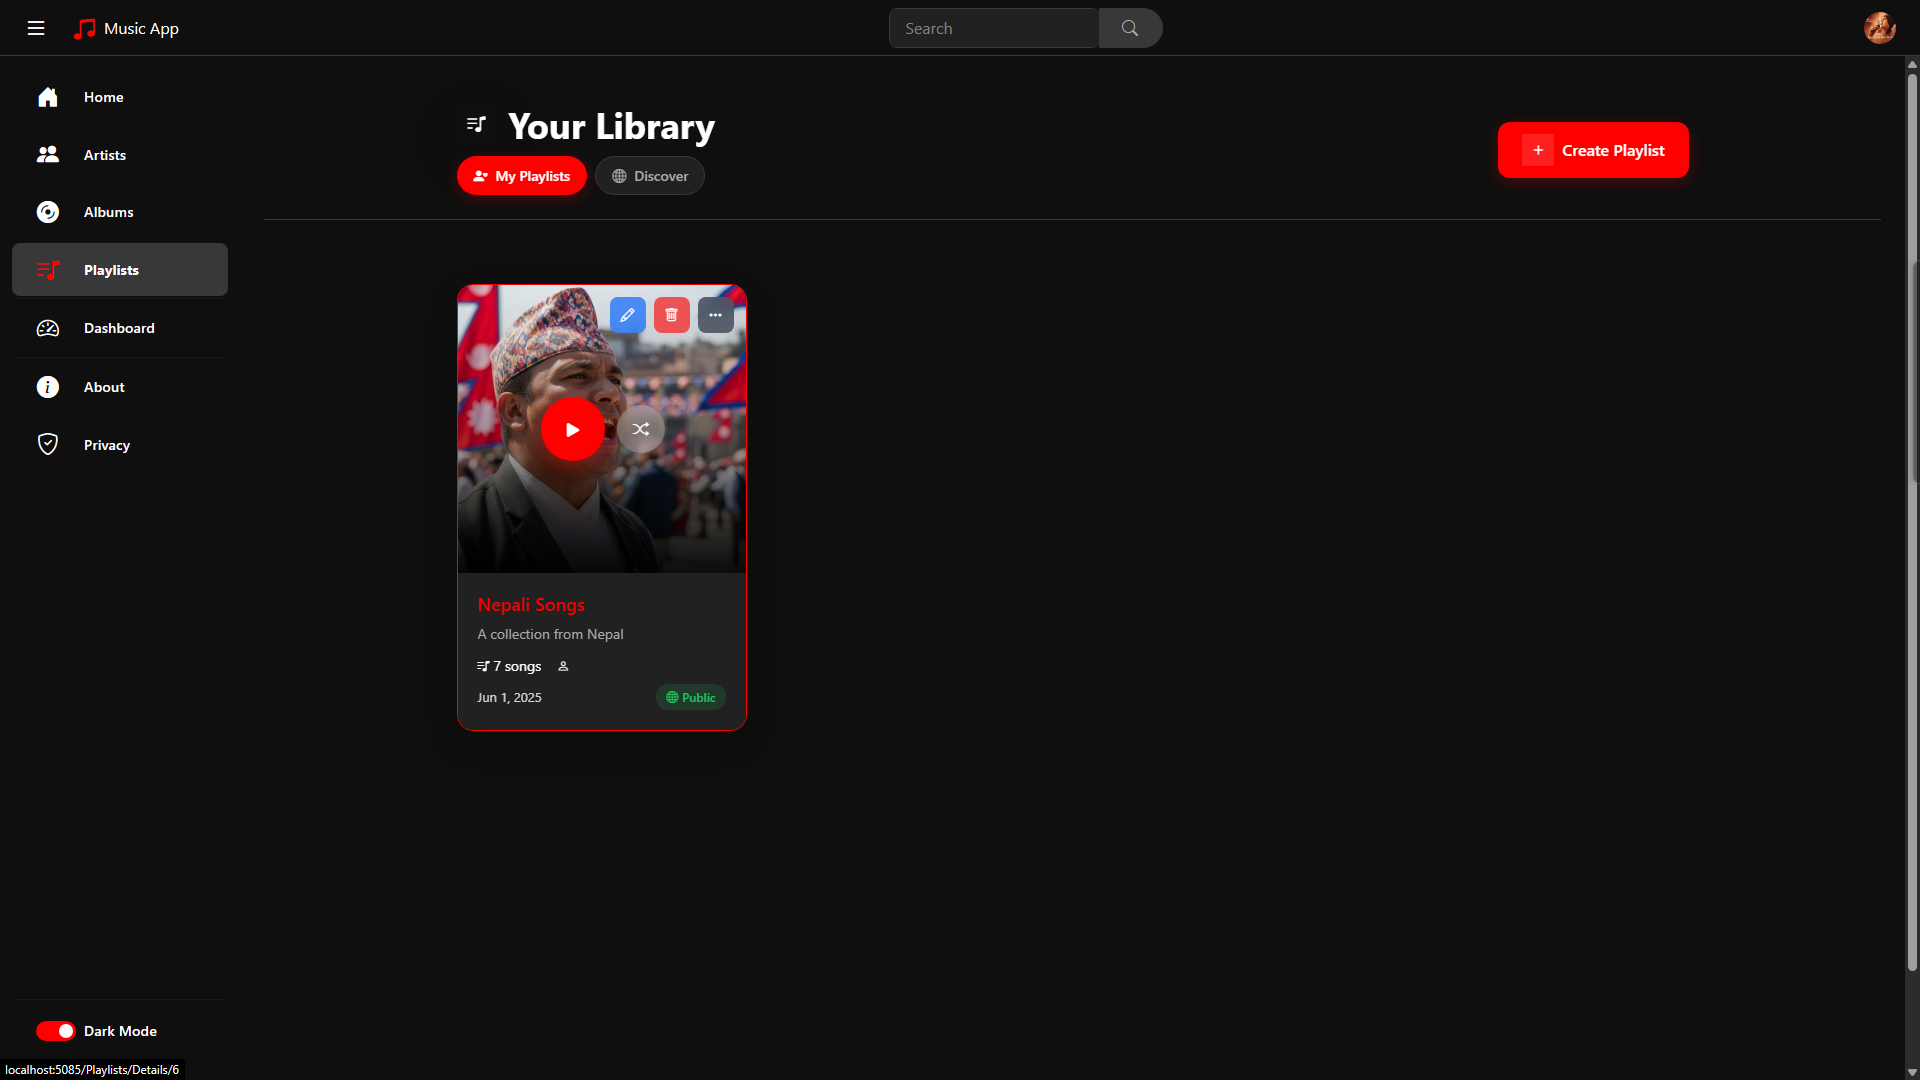 Music App
Search
Home
Artists
Albums
Playlists
Dashboard
About
Privacy
Dark Mode
Your Library
My Playlists
Discover
+ Create Playlist
Nepali Songs
A collection from Nepal
7 songs
Jun 1, 2025
Public
localhost:5085/Playlists/Details/6